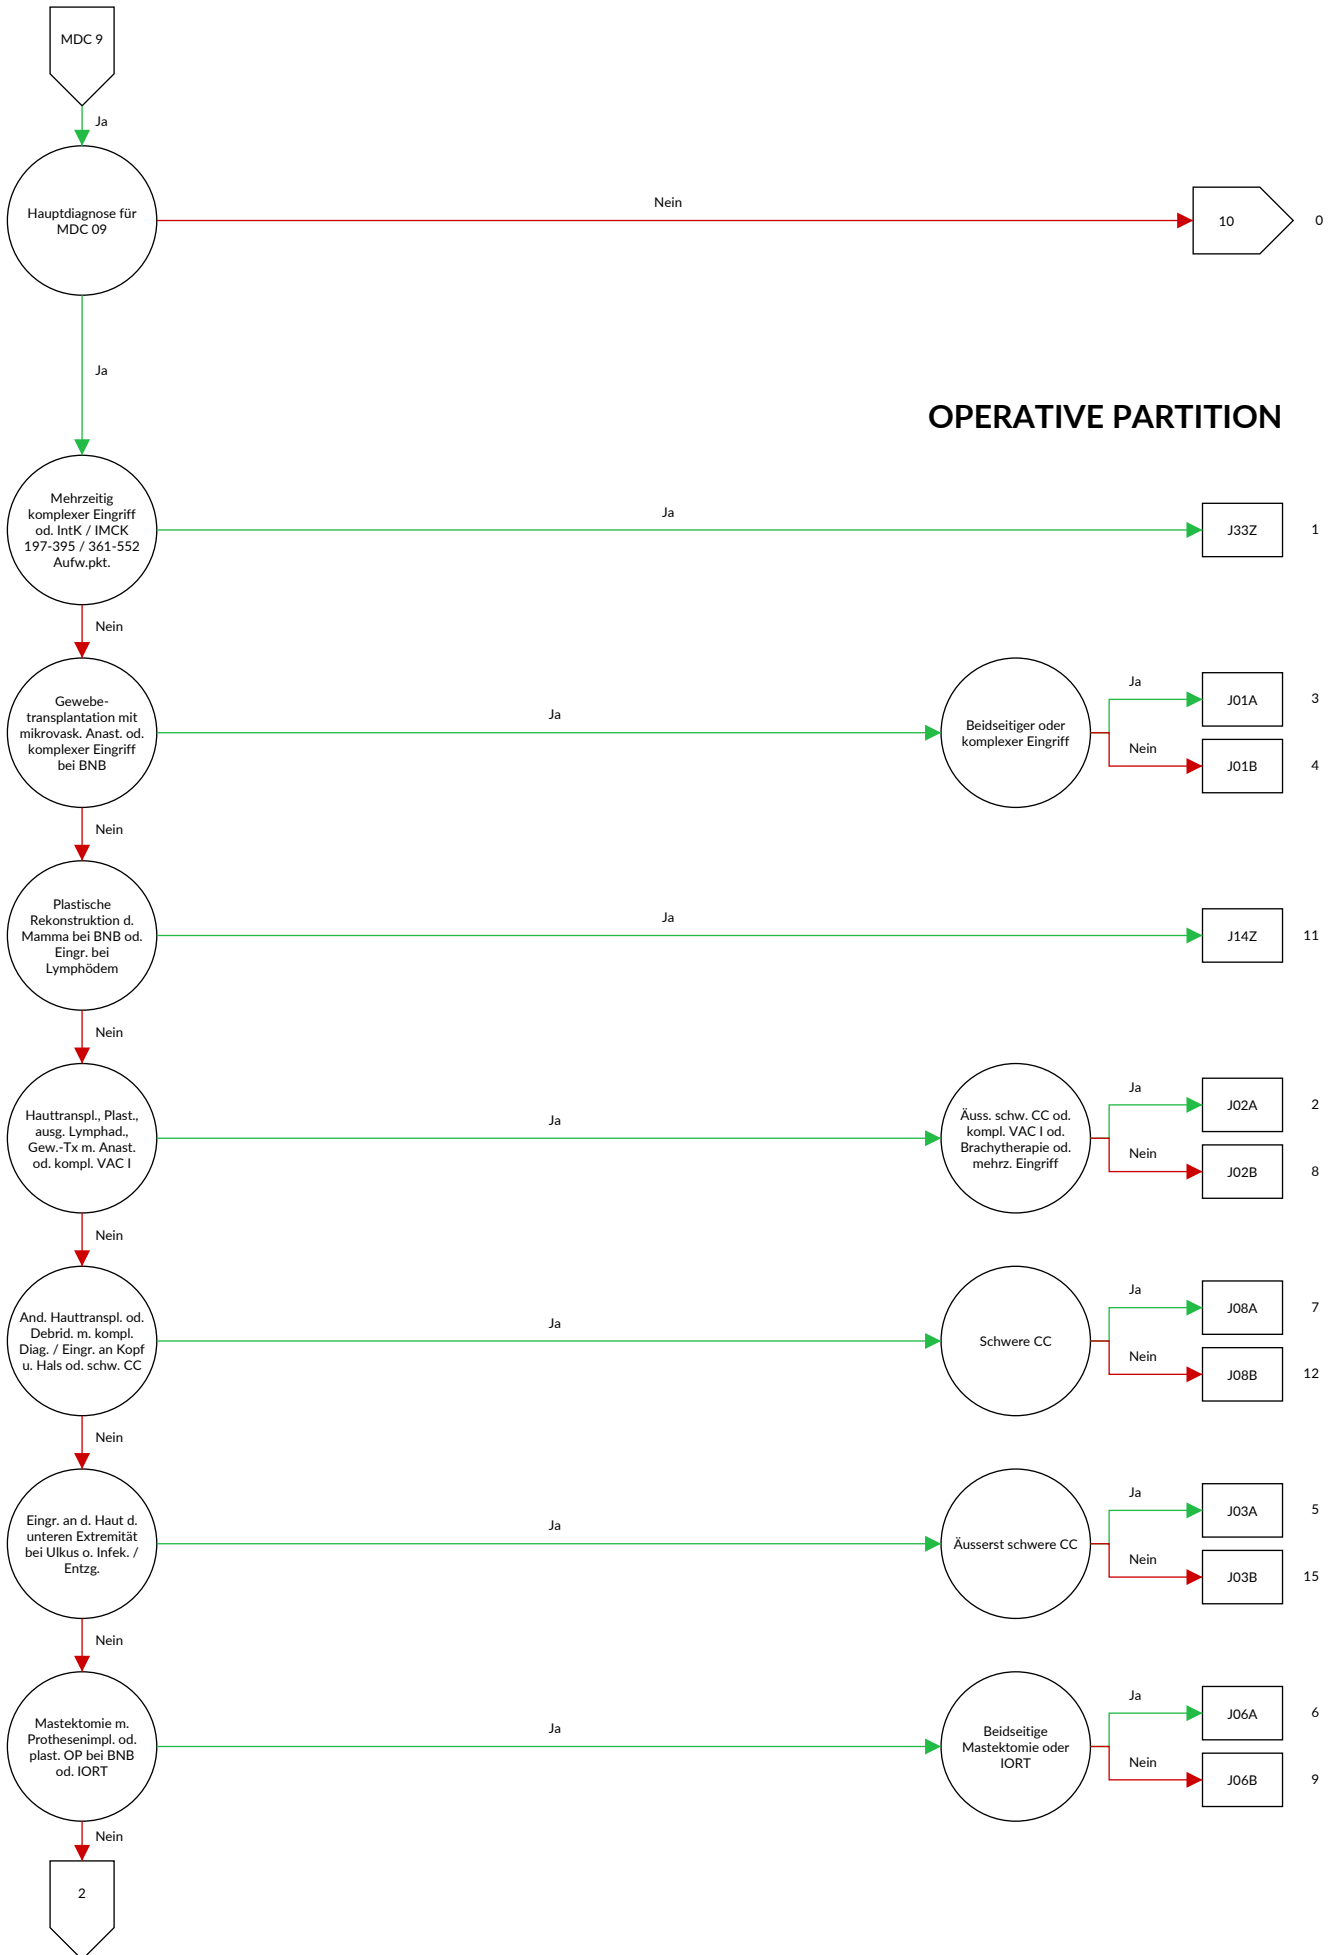 MDC 9
Ja
Hauptdiagnose für
MDC 09
Nein
10
0
Ja
OPERATIVE PARTITION
Mehrzeitig
komplexer Eingriff
od. IntK / IMCK
197-395 / 361-552
Aufw.pkt.
Ja
J33Z
1
Nein
Gewebe-
transplantation mit
mikrovask. Anast. od.
komplexer Eingriff
bei BNB
Ja
Beidseitiger oder
komplexer Eingriff
Ja
J01A
3
Nein
J01B
4
Nein
Plastische
Rekonstruktion d.
Mamma bei BNB od.
Eingr. bei
Lymphödem
Ja
J14Z
11
Nein
Hauttranspl., Plast.,
ausg. Lymphad.,
Gew.-Tx m. Anast.
od. kompl. VAC I
Ja
Äuss. schw. CC od.
kompl. VAC I od.
Brachytherapie od.
mehrz. Eingriff
Ja
J02A
2
Nein
J02B
8
Nein
And. Hauttranspl. od.
Debrid. m. kompl.
Diag. / Eingr. an Kopf
u. Hals od. schw. CC
Ja
Schwere CC
Ja
J08A
7
Nein
J08B
12
Nein
Eingr. an d. Haut d.
unteren Extremität
bei Ulkus o. Infek. /
Entzg.
Ja
Äusserst schwere CC
Ja
J03A
5
Nein
J03B
15
Nein
Mastektomie m.
Prothesenimpl. od.
plast. OP bei BNB
od. IORT
Ja
Beidseitige
Mastektomie oder
IORT
Ja
J06A
6
Nein
J06B
9
Nein
2